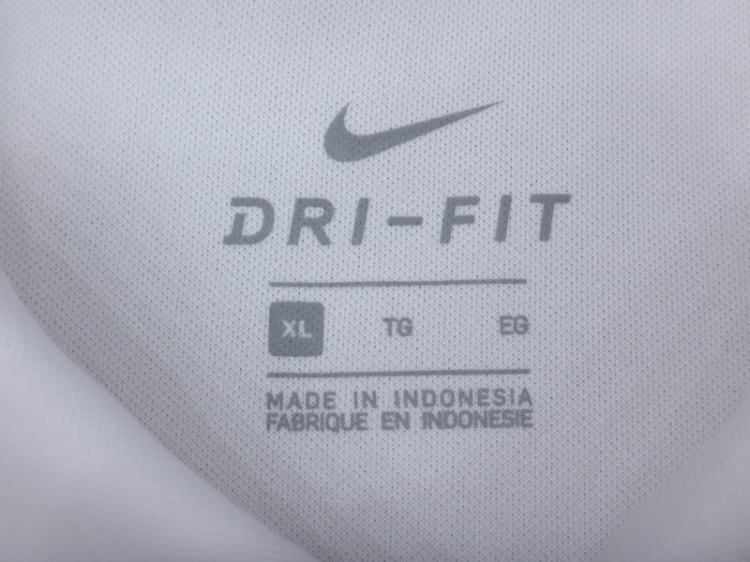 DRI-FIT
XL TG EG
MADE IN INDONESIA
FABRIQUE EN INDONESIE